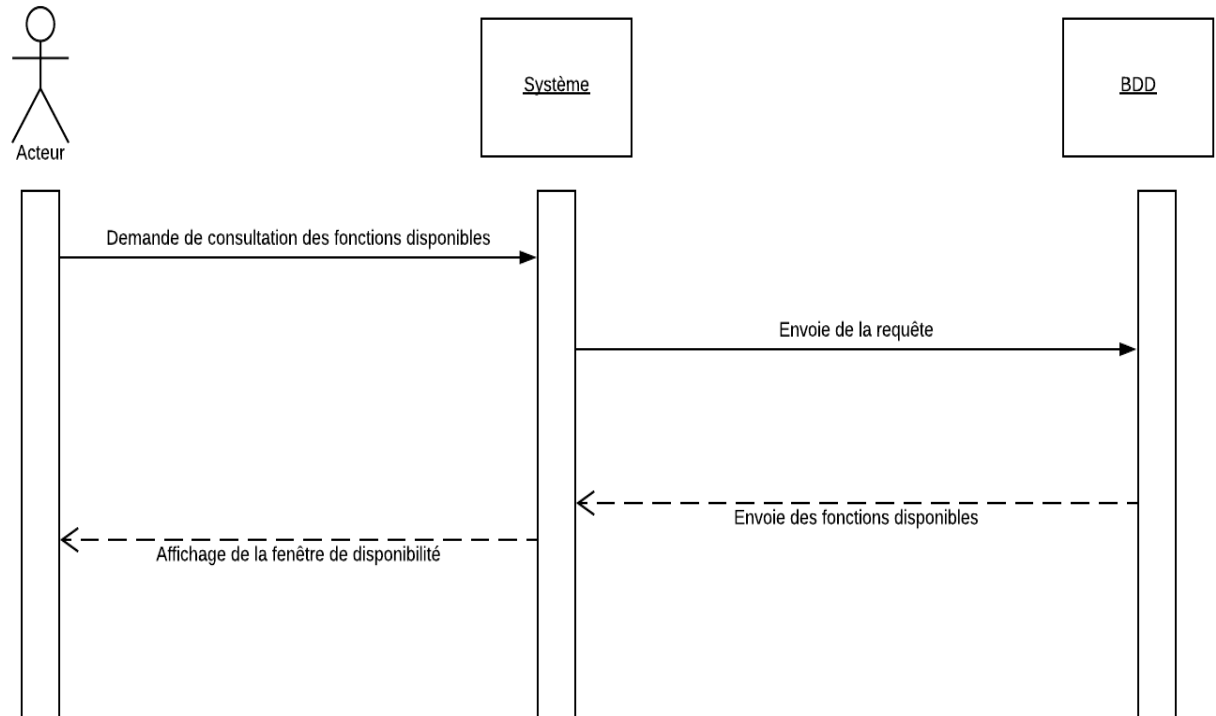 Système
BDD
Acteur
Demande de consultation des fonctions disponibles
Envoie de la requête
Envoie des fonctions disponibles
Affichage de la fenêtre de disponibilité